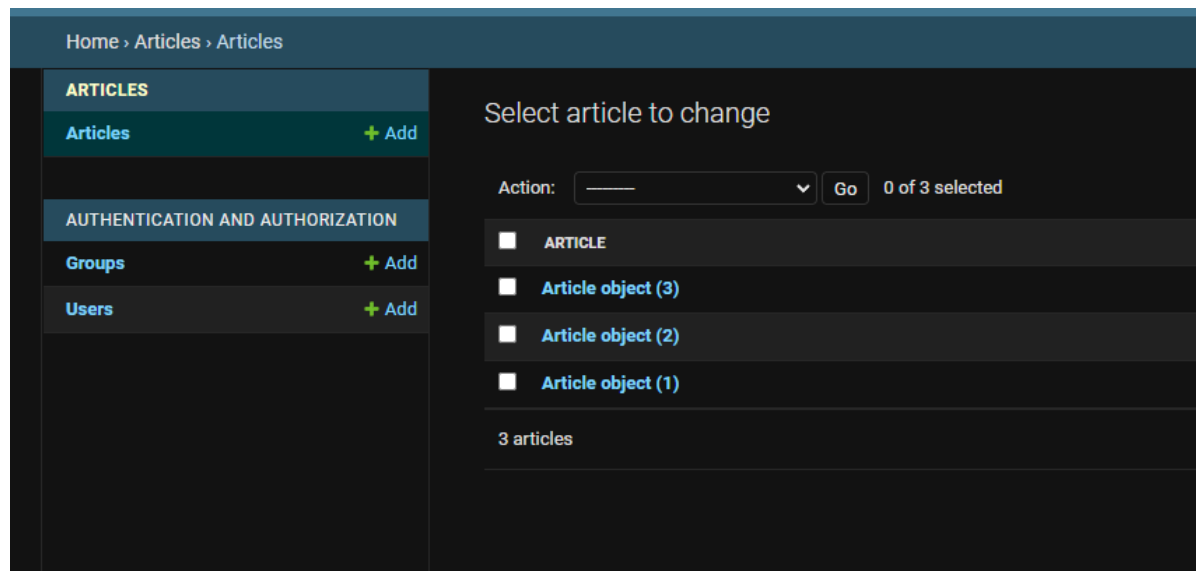 Home › Articles › Articles
ARTICLES
Articles + Add
AUTHENTICATION AND AUTHORIZATION
Groups + Add
Users + Add
Select article to change
Action: --------- Go 0 of 3 selected
ARTICLE
Article object (3)
Article object (2)
Article object (1)
3 articles